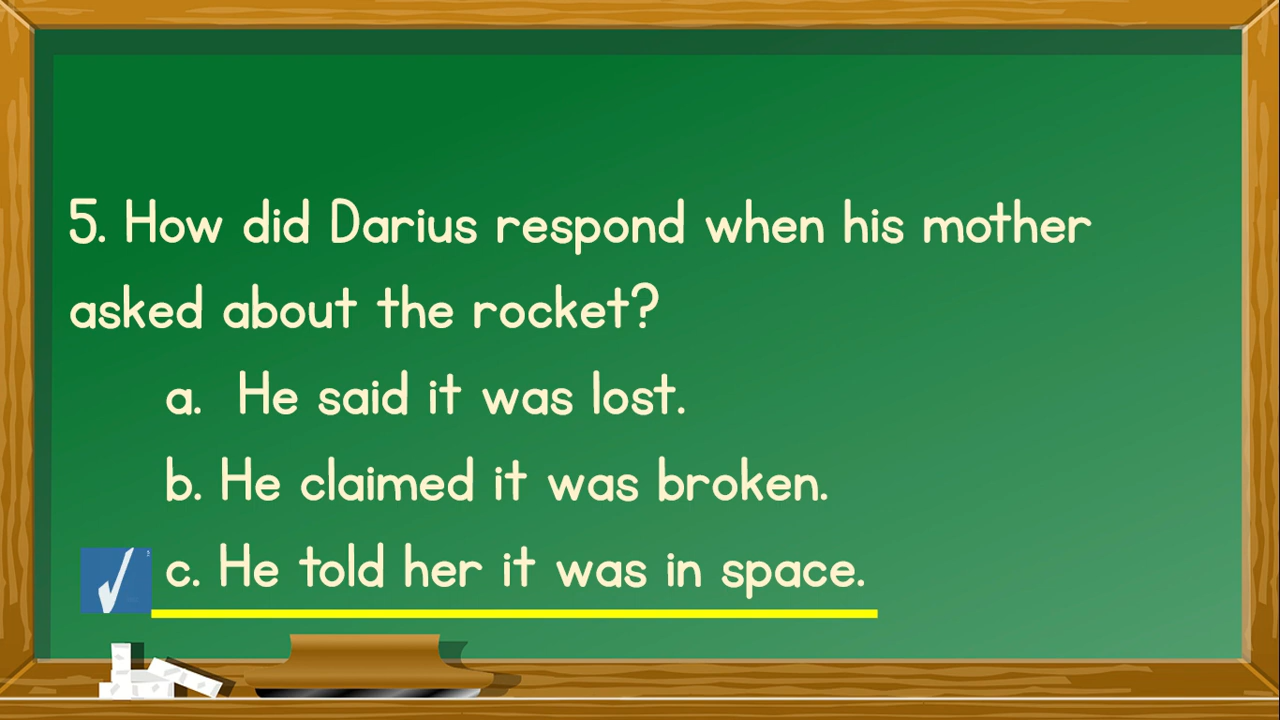 5. How did Darius respond when his mother
asked about the rocket?
a. He said it was lost.
b. He claimed it was broken.
c. He told her it was in space.